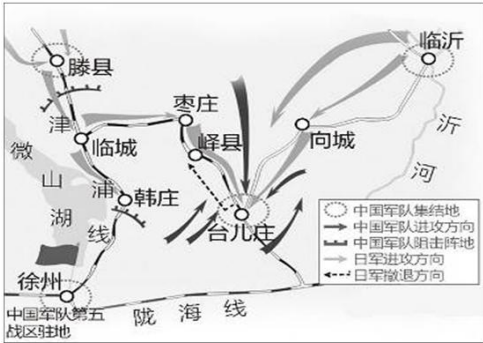 滕县
临沂
枣庄
津
临城
峄县
向城
沂
河
微
山
湖
浦
韩庄
线
台儿庄
徐州
中国军队第五
战区驻地
陇海线
中国军队集结地
中国军队进攻方向
中国军队阻击阵地
日军进攻方向
日军撤退方向